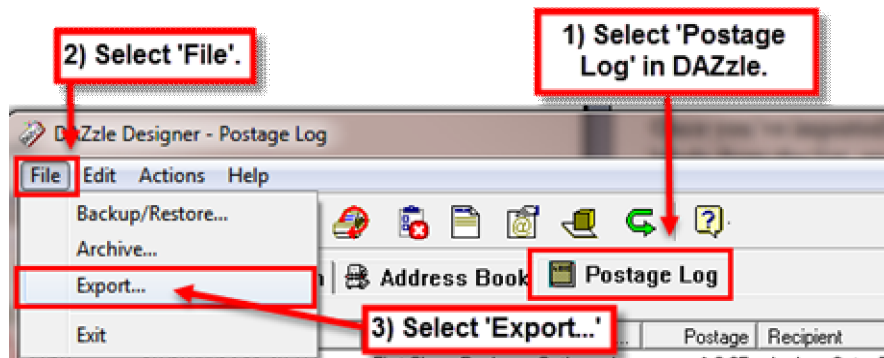 1) Select 'Postage
Log' in DAZzle.
2) Select 'File'.
DAZzle Designer - Postage Log
File Edit Actions Help
Backup/Restore...
Archive...
Export...
Exit
Address Book
Postage Log
3) Select 'Export...'
Postage Recipient